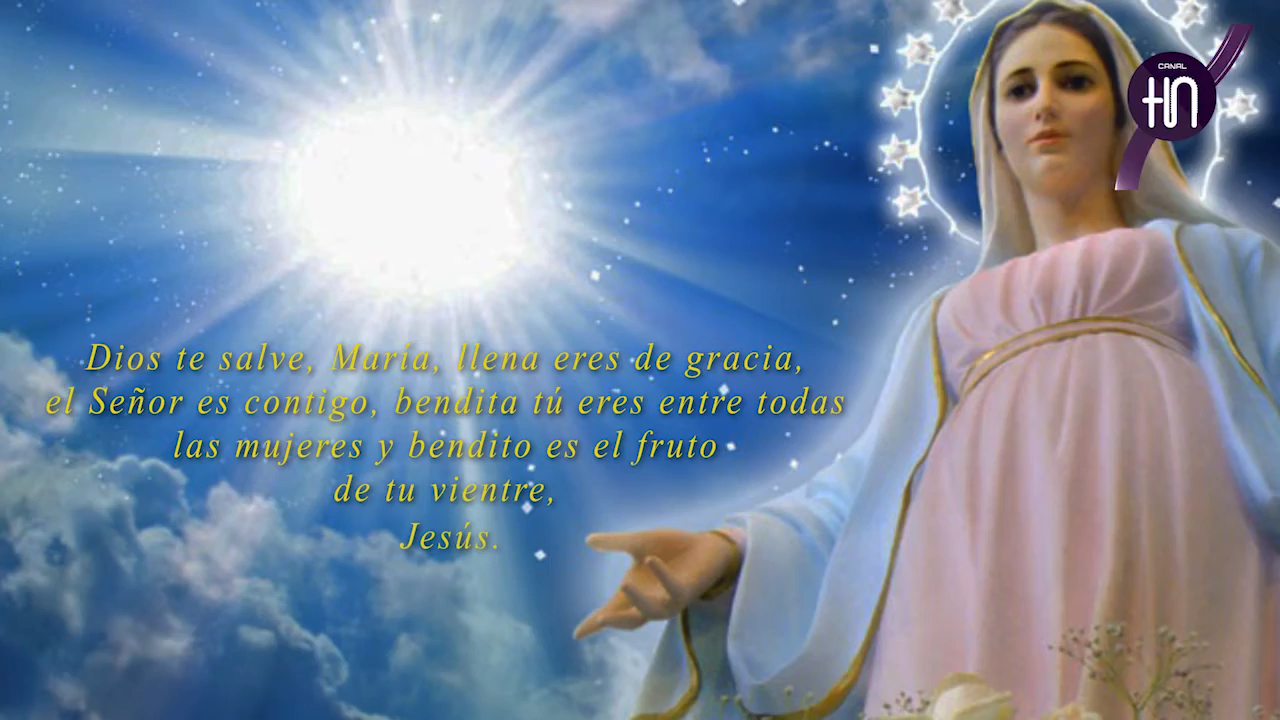 CANAL
HN
Dios te salve, María, llena eres de gracia,
el Señor es contigo, bendita tú eres entre todas
las mujeres y bendito es el fruto
de tu vientre,
Jesús.